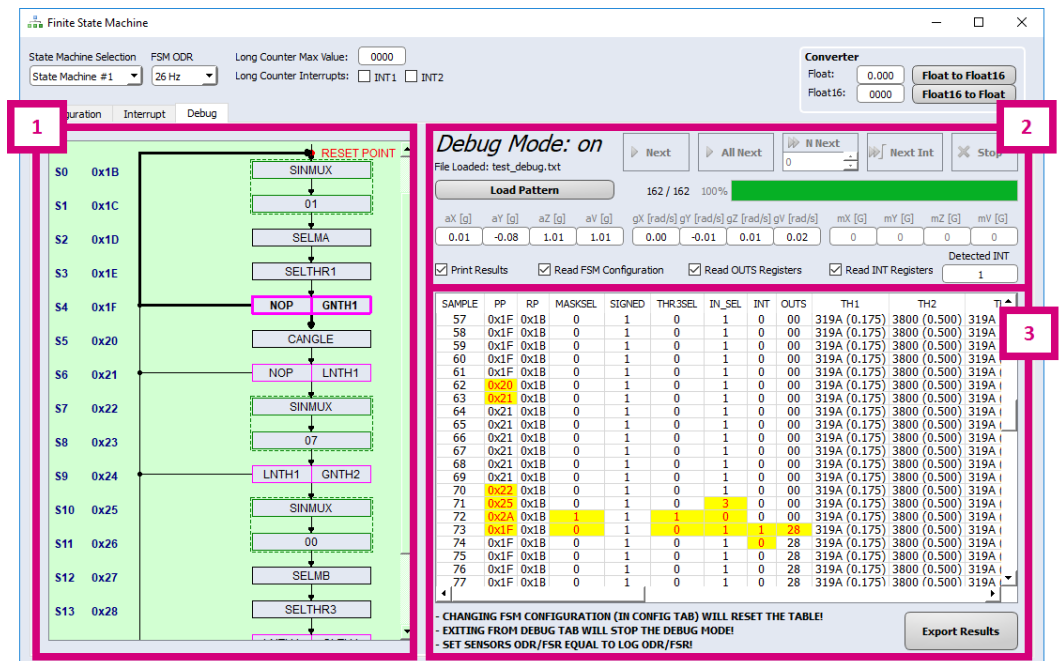 Finite State Machine
State Machine Selection FSM ODR Long Counter Max Value: 0000
State Machine #1 26 Hz Long Counter Interrupts: INT1 INT2
Converter
Float: 0.000 Float to Float16
Float16: 0000 Float16 to Float
uration Interrupt Debug
1
RESET POINT
S0 0x1B SINMUX
S1 0x1C 01
S2 0x1D SELMA
S3 0x1E SELTHR1
S4 0x1F NOP GNTH1
S5 0x20 CANGLE
S6 0x21 NOP LNTH1
S7 0x22 SINMUX
S8 0x23 07
S9 0x24 LNTH1 GNTH2
S10 0x25 SINMUX
S11 0x26 00
S12 0x27 SELMB
S13 0x28 SELTHR3
2
Debug Mode: on Next All Next N Next 0 Next Int Stop
File Loaded: test_debug.txt
Load Pattern 162 / 162 100%
aX [g] aY [g] aZ [g] aV [g] gX [rad/s] gY [rad/s] gZ [rad/s] gV [rad/s] mX [G] mY [G] mZ [G] mV [G]
0.01 -0.08 1.01 1.01 0.00 -0.01 0.01 0.02 0 0 0 0
Detected INT
Print Results Read FSM Configuration Read OUTS Registers Read INT Registers 1
3
SAMPLE PP RP MASKSEL SIGNED THR3SEL IN_SEL INT OUTS TH1 TH2
57 0x1F 0x1B 0 1 0 1 0 00 319A (0.175) 3800 (0.500) 319A
58 0x1F 0x1B 0 1 0 1 0 00 319A (0.175) 3800 (0.500) 319A
59 0x1F 0x1B 0 1 0 1 0 00 319A (0.175) 3800 (0.500) 319A
60 0x1F 0x1B 0 1 0 1 0 00 319A (0.175) 3800 (0.500) 319A
61 0x1F 0x1B 0 1 0 1 0 00 319A (0.175) 3800 (0.500) 319A (
62 0x20 0x1B 0 1 0 1 0 00 319A (0.175) 3800 (0.500) 319A (
63 0x21 0x1B 0 1 0 1 0 00 319A (0.175) 3800 (0.500) 319A (
64 0x21 0x1B 0 1 0 1 0 00 319A (0.175) 3800 (0.500) 319A (
65 0x21 0x1B 0 1 0 1 0 00 319A (0.175) 3800 (0.500) 319A (
66 0x21 0x1B 0 1 0 1 0 00 319A (0.175) 3800 (0.500) 319A (
67 0x21 0x1B 0 1 0 1 0 00 319A (0.175) 3800 (0.500) 319A (
68 0x21 0x1B 0 1 0 1 0 00 319A (0.175) 3800 (0.500) 319A (
69 0x21 0x1B 0 1 0 1 0 00 319A (0.175) 3800 (0.500) 319A (
70 0x22 0x1B 0 1 0 1 0 00 319A (0.175) 3800 (0.500) 319A (
71 0x25 0x1B 0 1 0 3 0 00 319A (0.175) 3800 (0.500) 319A (
72 0x2A 0x1B 1 1 1 0 0 00 319A (0.175) 3800 (0.500) 319A (
73 0x1F 0x1B 0 1 0 1 1 28 319A (0.175) 3800 (0.500) 319A (
74 0x1F 0x1B 0 1 0 1 0 28 319A (0.175) 3800 (0.500) 319A (
75 0x1F 0x1B 0 1 0 1 0 28 319A (0.175) 3800 (0.500) 319A (
76 0x1F 0x1B 0 1 0 1 0 28 319A (0.175) 3800 (0.500) 319A (
77 0x1F 0x1B 0 1 0 1 0 28 319A (0.175) 3800 (0.500) 319A (
- CHANGING FSM CONFIGURATION (IN CONFIG TAB) WILL RESET THE TABLE!
- EXITING FROM DEBUG TAB WILL STOP THE DEBUG MODE!
- SET SENSORS ODR/FSR EQUAL TO LOG ODR/FSR!
Export Results